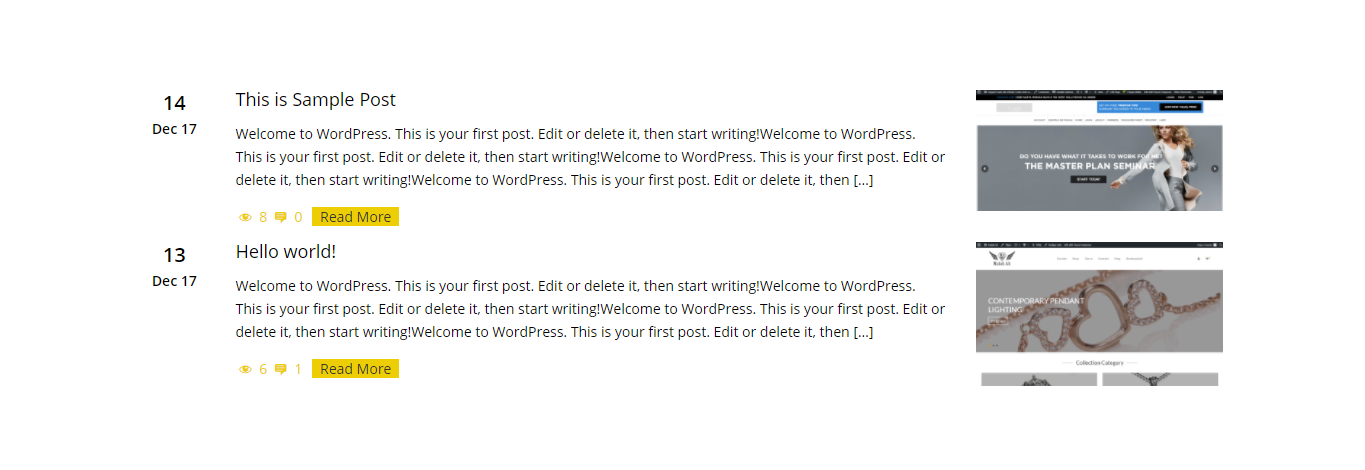 14
Dec 17
This is Sample Post
Welcome to WordPress. This is your first post. Edit or delete it, then start writing!Welcome to WordPress.
This is your first post. Edit or delete it, then start writing!Welcome to WordPress. This is your first post. Edit or
delete it, then start writing!Welcome to WordPress. This is your first post. Edit or delete it, then [...]
8 0 Read More
DO YOU HAVE WHAT IT TAKES TO WORK FOR ME?
THE MASTER PLAN SEMINAR
START TODAY
13
Dec 17
Hello world!
Welcome to WordPress. This is your first post. Edit or delete it, then start writing!Welcome to WordPress.
This is your first post. Edit or delete it, then start writing!Welcome to WordPress. This is your first post. Edit or
delete it, then start writing!Welcome to WordPress. This is your first post. Edit or delete it, then [...]
6 1 Read More
CONTEMPORARY PENDANT
LIGHTING
Collection Category